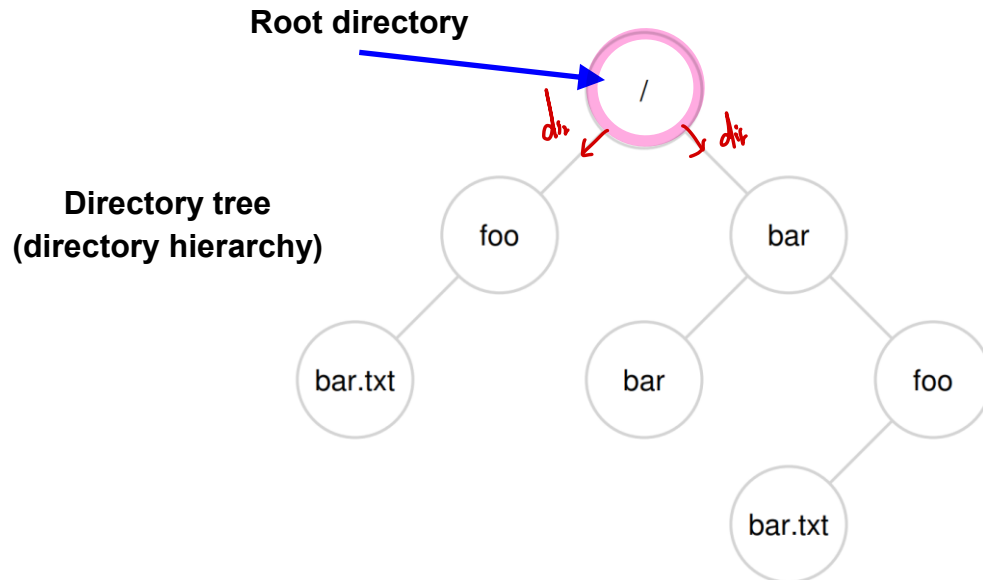 Root directory
/
dir
dir
Directory tree
(directory hierarchy)
foo
bar
bar.txt
bar
foo
bar.txt